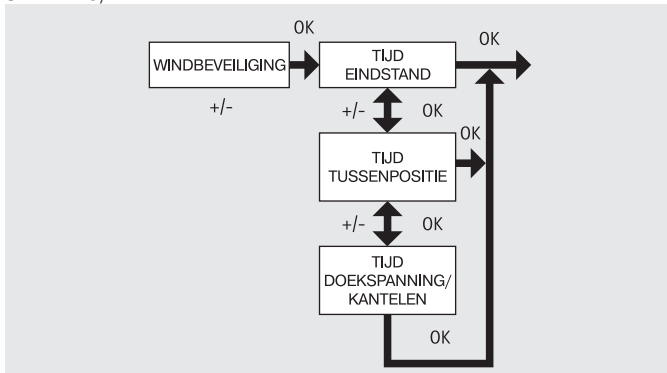 OK
OK
WINDBEVEILIGING
TIJD
EINDSTAND
+/-
+/-
OK
OK
TIJD
TUSSENPOSITIE
+/-
OK
TIJD
DOEKSPANNING/
KANTELEN
OK